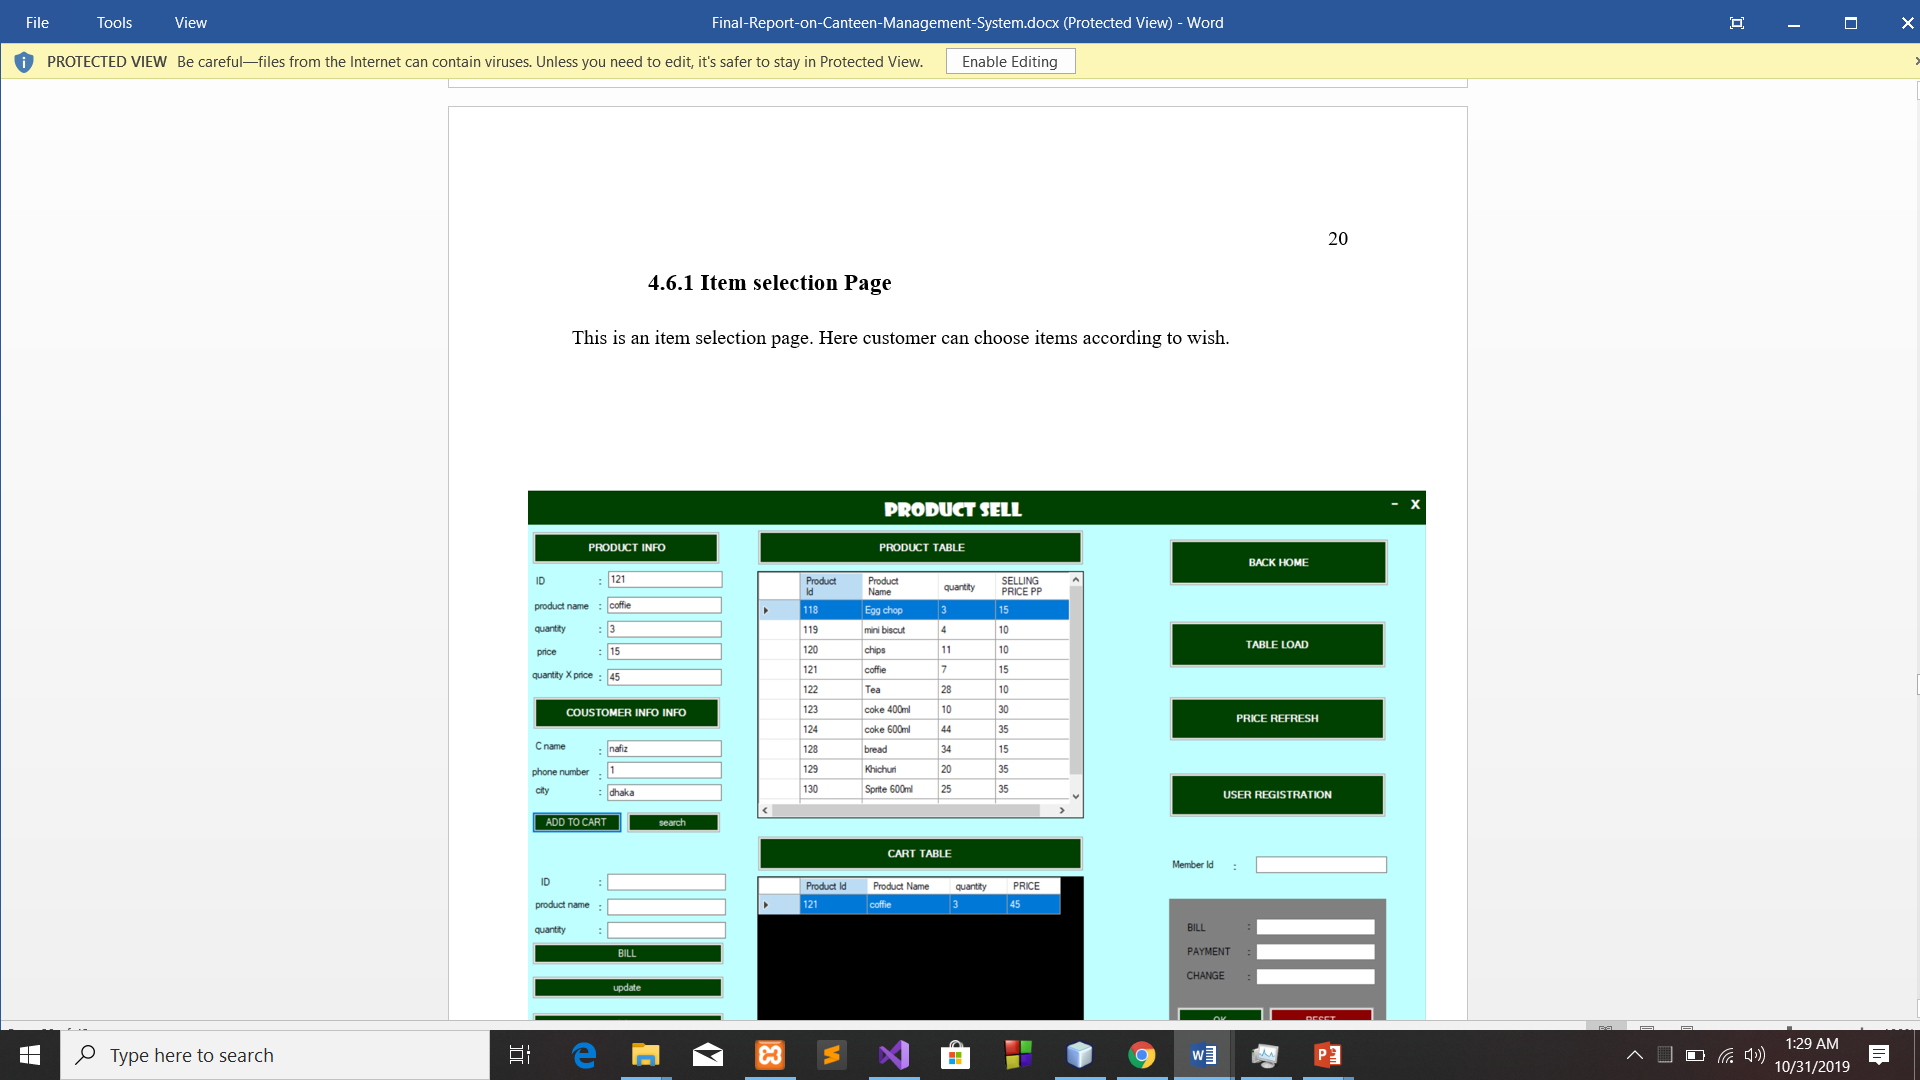 File Tools View
Final-Report-on-Canteen-Management-System.docx (Protected View) - Word
PROTECTED VIEW Be careful—files from the Internet can contain viruses. Unless you need to edit, it's safer to stay in Protected View.
Enable Editing
20
4.6.1 Item selection Page
This is an item selection page. Here customer can choose items according to wish.
PRODUCT SELL
- X
PRODUCT INFO
ID : 121
product name : coffie
quantity : 3
price : 15
quantity X price : 45
COUSTOMER INFO INFO
C name : nafiz
phone number : 1
city : dhaka
ADD TO CART search
ID :
product name :
quantity :
BILL
update
PRODUCT TABLE
Product Id Product Name quantity SELLING PRICE PP
118 Egg chop 3 15
119 mini biscut 4 10
120 chips 11 10
121 coffie 7 15
122 Tea 28 10
123 coke 400ml 10 30
124 coke 600ml 44 35
128 bread 34 15
129 Khichuri 20 35
130 Sprite 600ml 25 35
CART TABLE
Product Id Product Name quantity PRICE
121 coffie 3 45
BACK HOME
TABLE LOAD
PRICE REFRESH
USER REGISTRATION
Member Id :
BILL :
PAYMENT :
CHANGE :
OK RESET
Type here to search
1:29 AM
10/31/2019